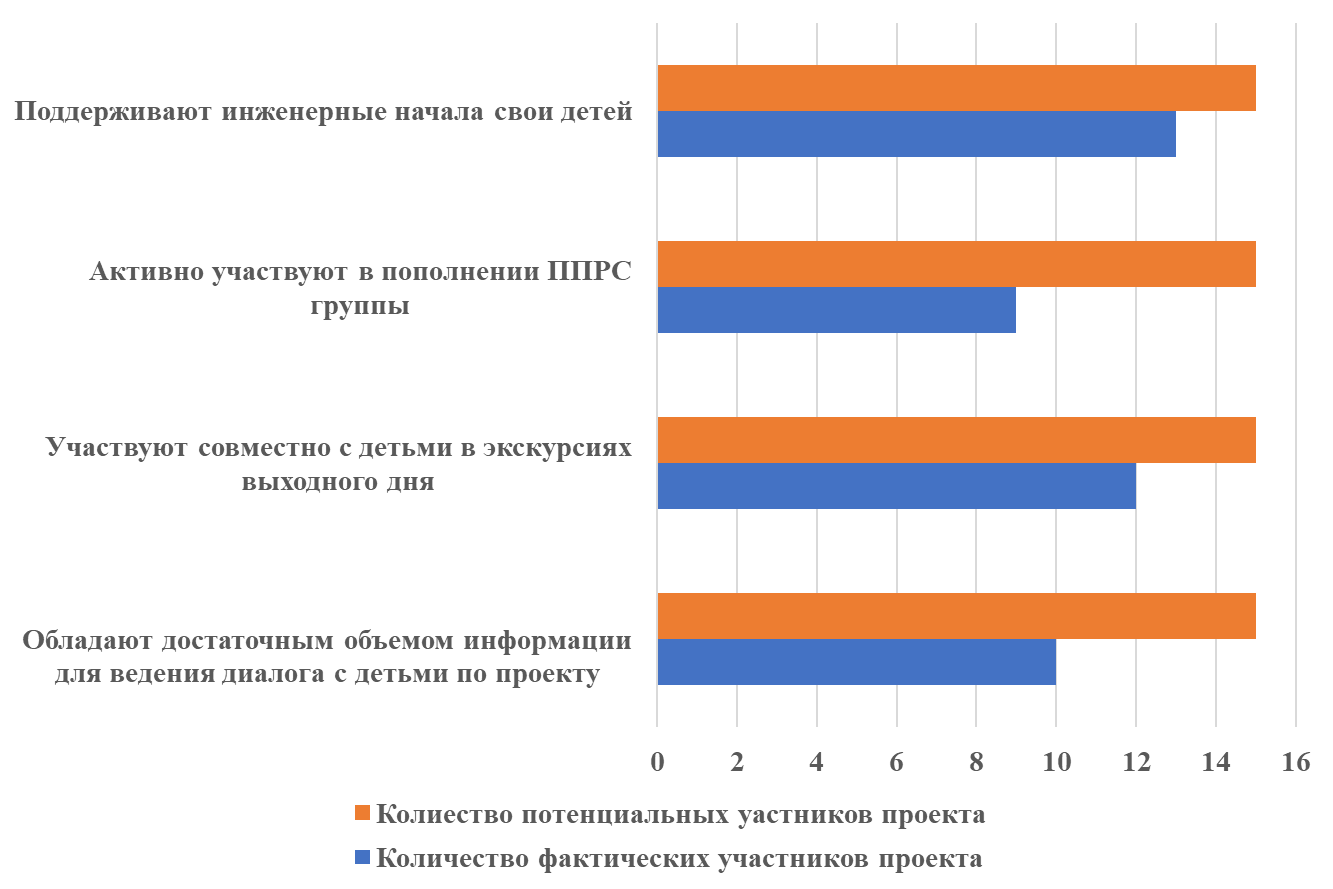 Поддерживают инженерные начала свои детей
Активно участвуют в пополнении ППРС
группы
Участвуют совместно с детьми в экскурсиях
выходного дня
Обладают достаточным объемом информации
для ведения диалога с детьми по проекту
0 2 4 6 8 10 12 14 16
Колиество потенциальных уастников проекта
Количество фактических участников проекта